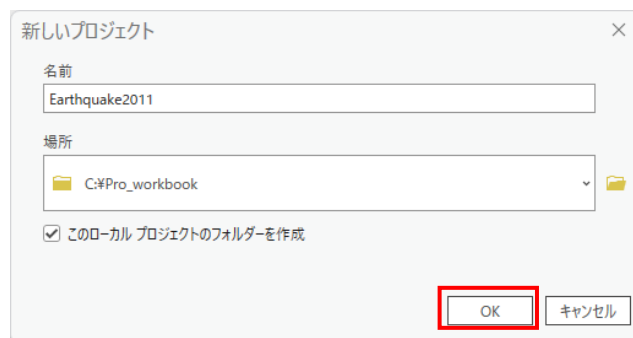 新しいプロジェクト
名前
Earthquake2011
場所
C:¥Pro_workbook
このローカル プロジェクトのフォルダーを作成
OK キャンセル